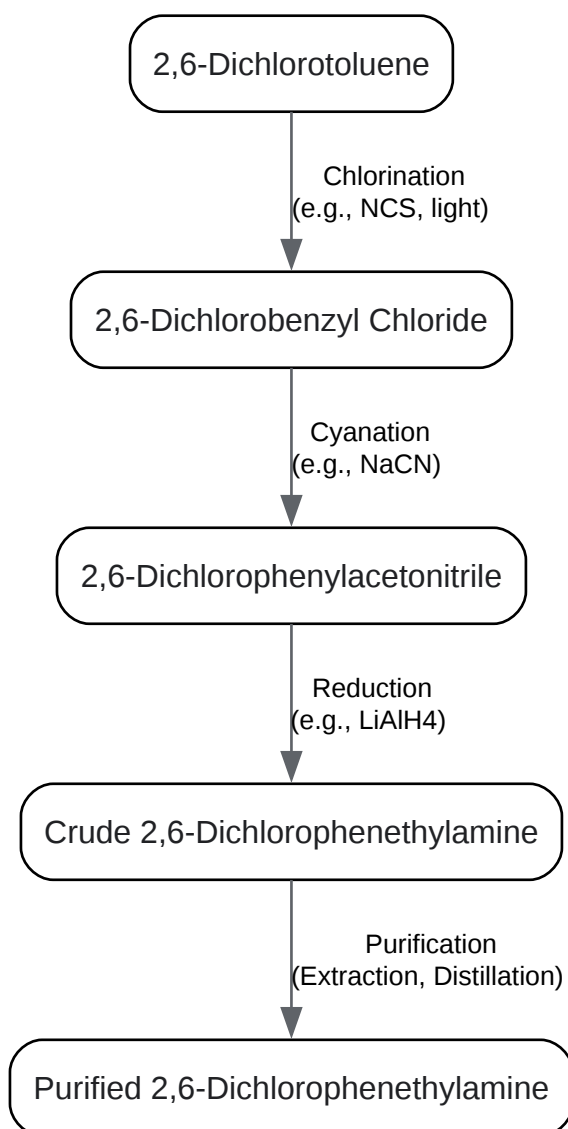 2,6-Dichlorotoluene
Chlorination
(e.g., NCS, light)
2,6-Dichlorobenzyl Chloride
Cyanation
(e.g., NaCN)
2,6-Dichlorophenylacetonitrile
Reduction
(e.g., LiAlH4)
Crude 2,6-Dichlorophenethylamine
Purification
(Extraction, Distillation)
Purified 2,6-Dichlorophenethylamine